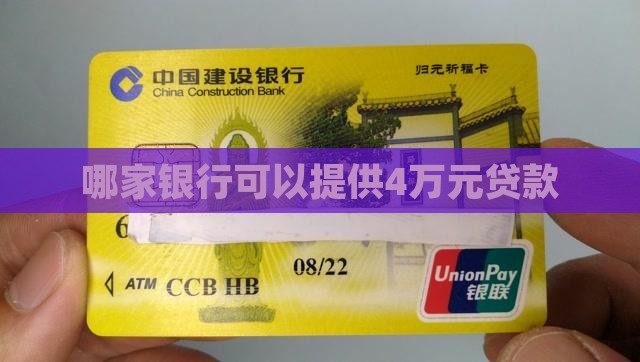 中国建设银行
China Construction Bank
归元祈福卡
哪家银行可以提供4万元贷款
6
08/22
ATM CCB HB
UnionPay
银联